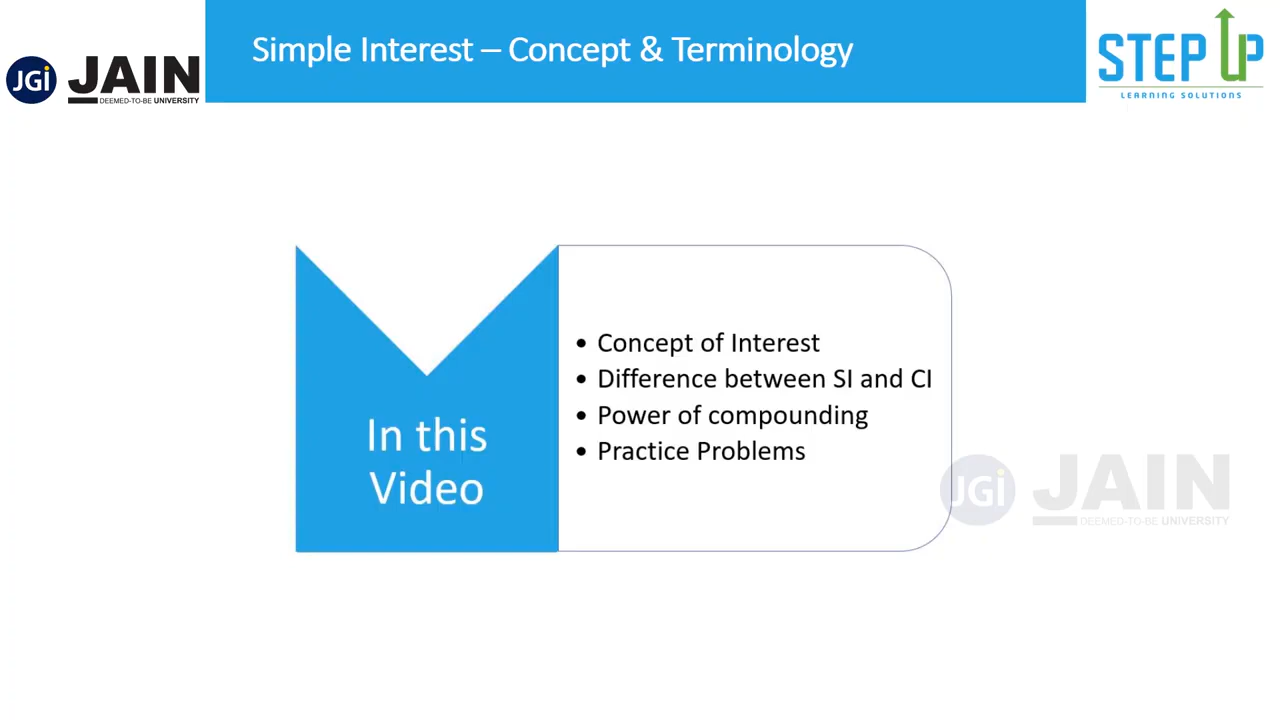 Simple Interest – Concept & Terminology
JGi JAIN
DEEMED-TO-BE UNIVERSITY
STEP UP
LEARNING SOLUTIONS
In this
Video
• Concept of Interest
• Difference between SI and CI
• Power of compounding
• Practice Problems
JGi JAIN
DEEMED-TO-BE UNIVERSITY